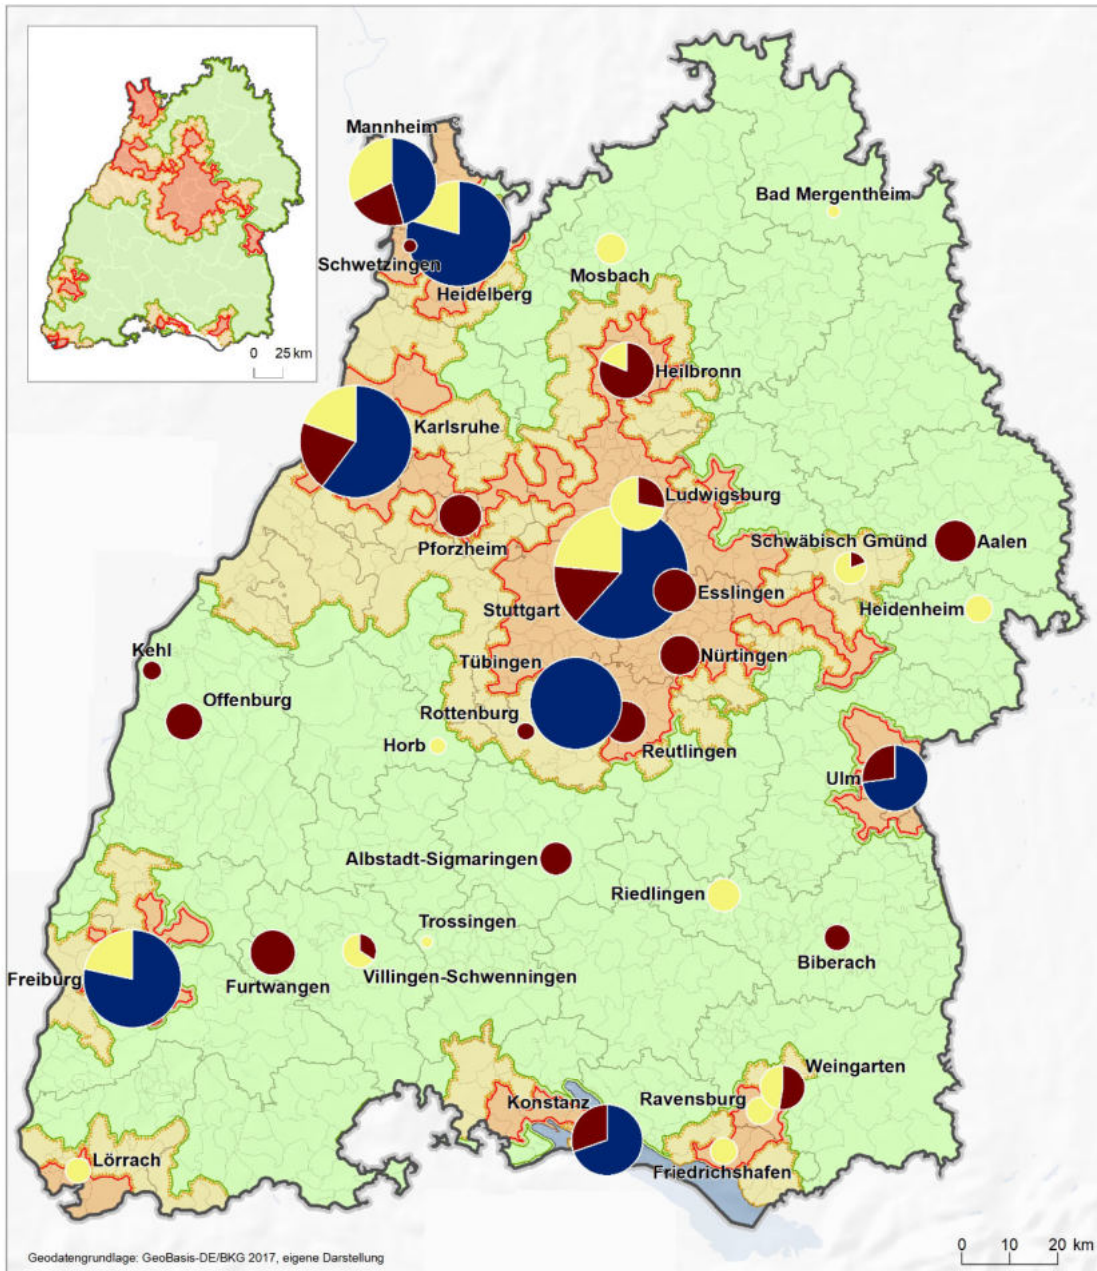 Mannheim
Bad Mergentheim
Schwetzingen
Mosbach
Heidelberg
0 25 km
Heilbronn
Karlsruhe
Ludwigsburg
Pforzheim
Schwäbisch Gmünd
Aalen
Stuttgart
Esslingen
Heidenheim
Kehl
Tübingen
Nürtingen
Offenburg
Rottenburg
Horb
Reutlingen
Ulm
Albstadt-Sigmaringen
Riedlingen
Trossingen
Biberach
Freiburg
Furtwangen
Villingen-Schwenningen
Weingarten
Konstanz
Ravensburg
Lörrach
Friedrichshafen
Geodatengrundlage: GeoBasis-DE/BKG 2017, eigene Darstellung
0 10 20 km